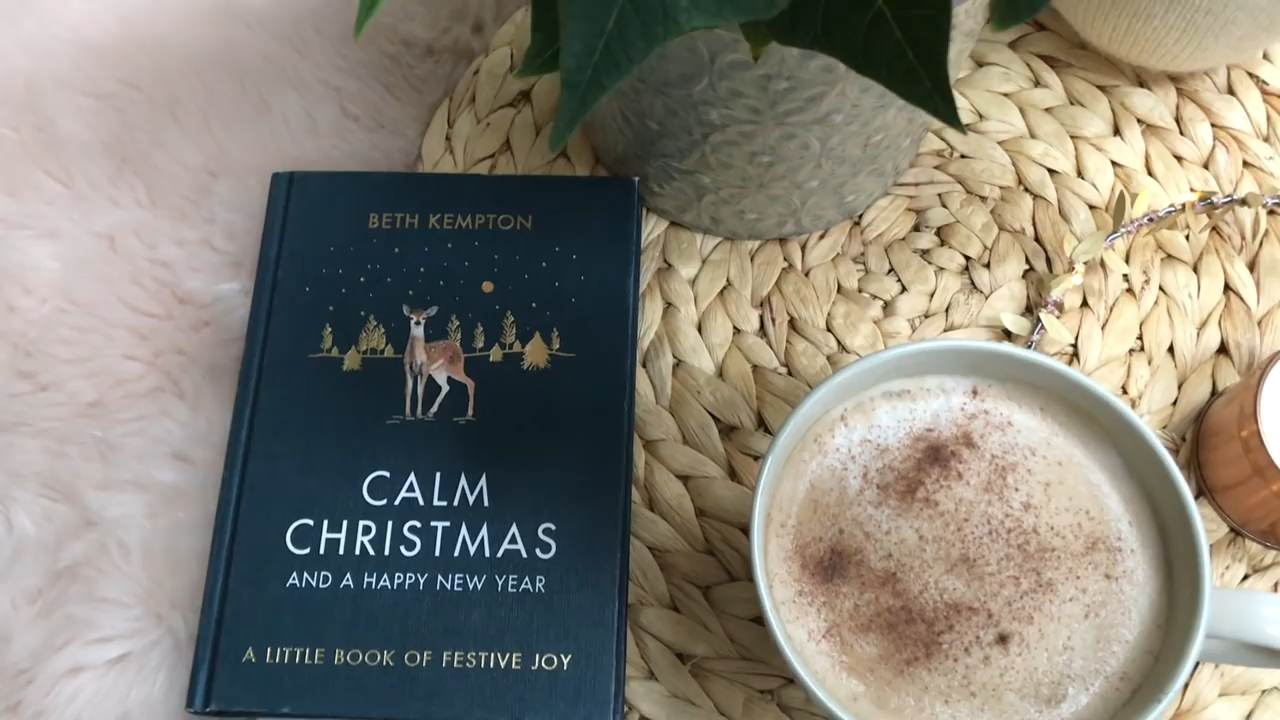 BETH KEMPTON
CALM
CHRISTMAS
AND A HAPPY NEW YEAR
A LITTLE BOOK OF FESTIVE JOY